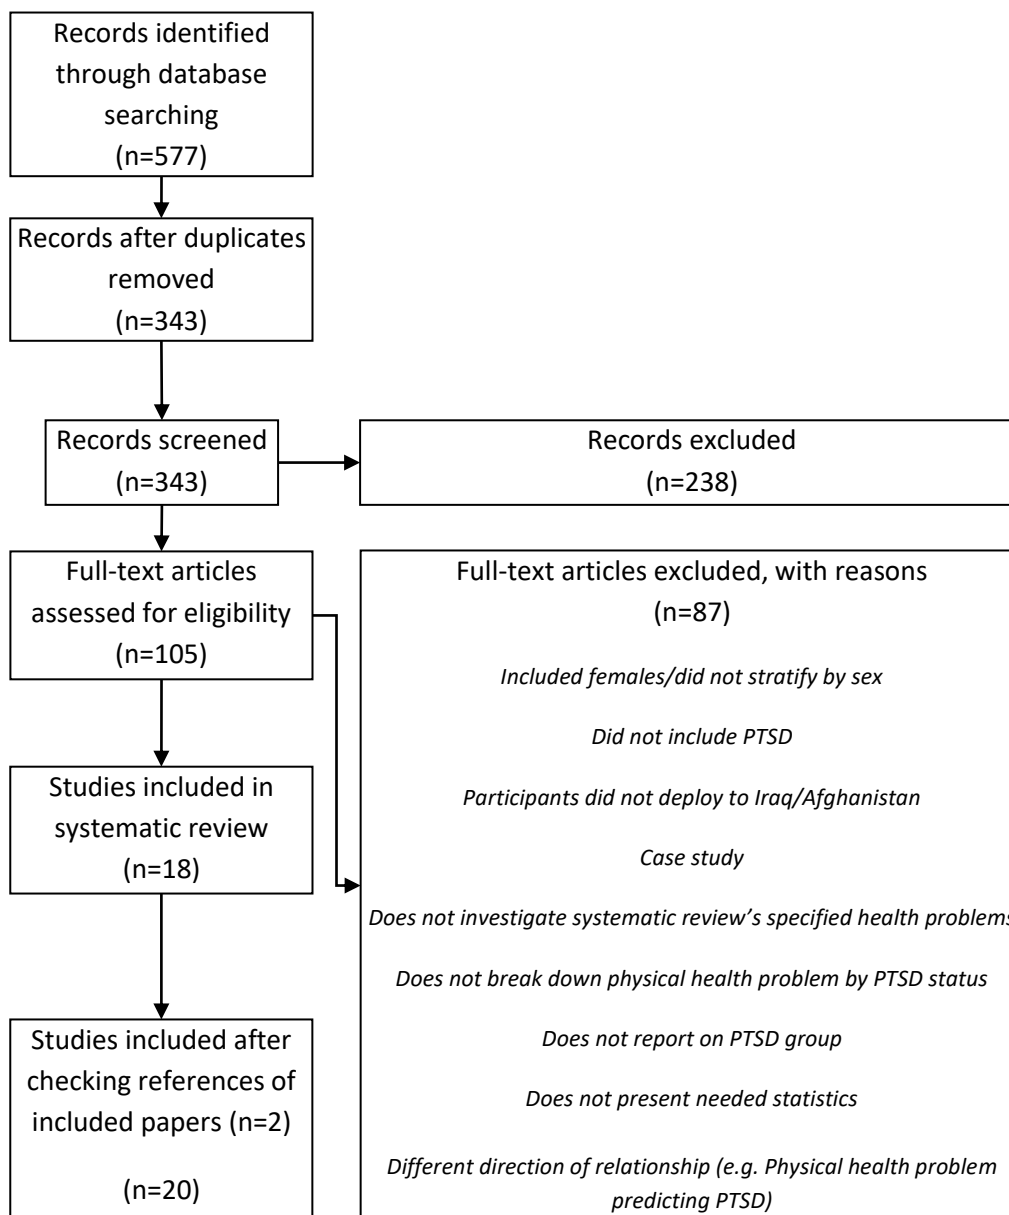 Records identified
through database
searching
(n=577)
Records after duplicates
removed
(n=343)
Records screened
(n=343)
Records excluded
(n=238)
Full-text articles
assessed for eligibility
(n=105)
Full-text articles excluded, with reasons
(n=87)
Included females/did not stratify by sex
Did not include PTSD
Participants did not deploy to Iraq/Afghanistan
Case study
Does not investigate systematic review’s specified health problems
Does not break down physical health problem by PTSD status
Does not report on PTSD group
Does not present needed statistics
Different direction of relationship (e.g. Physical health problem
predicting PTSD)
Studies included in
systematic review
(n=18)
Studies included after
checking references of
included papers (n=2)
(n=20)